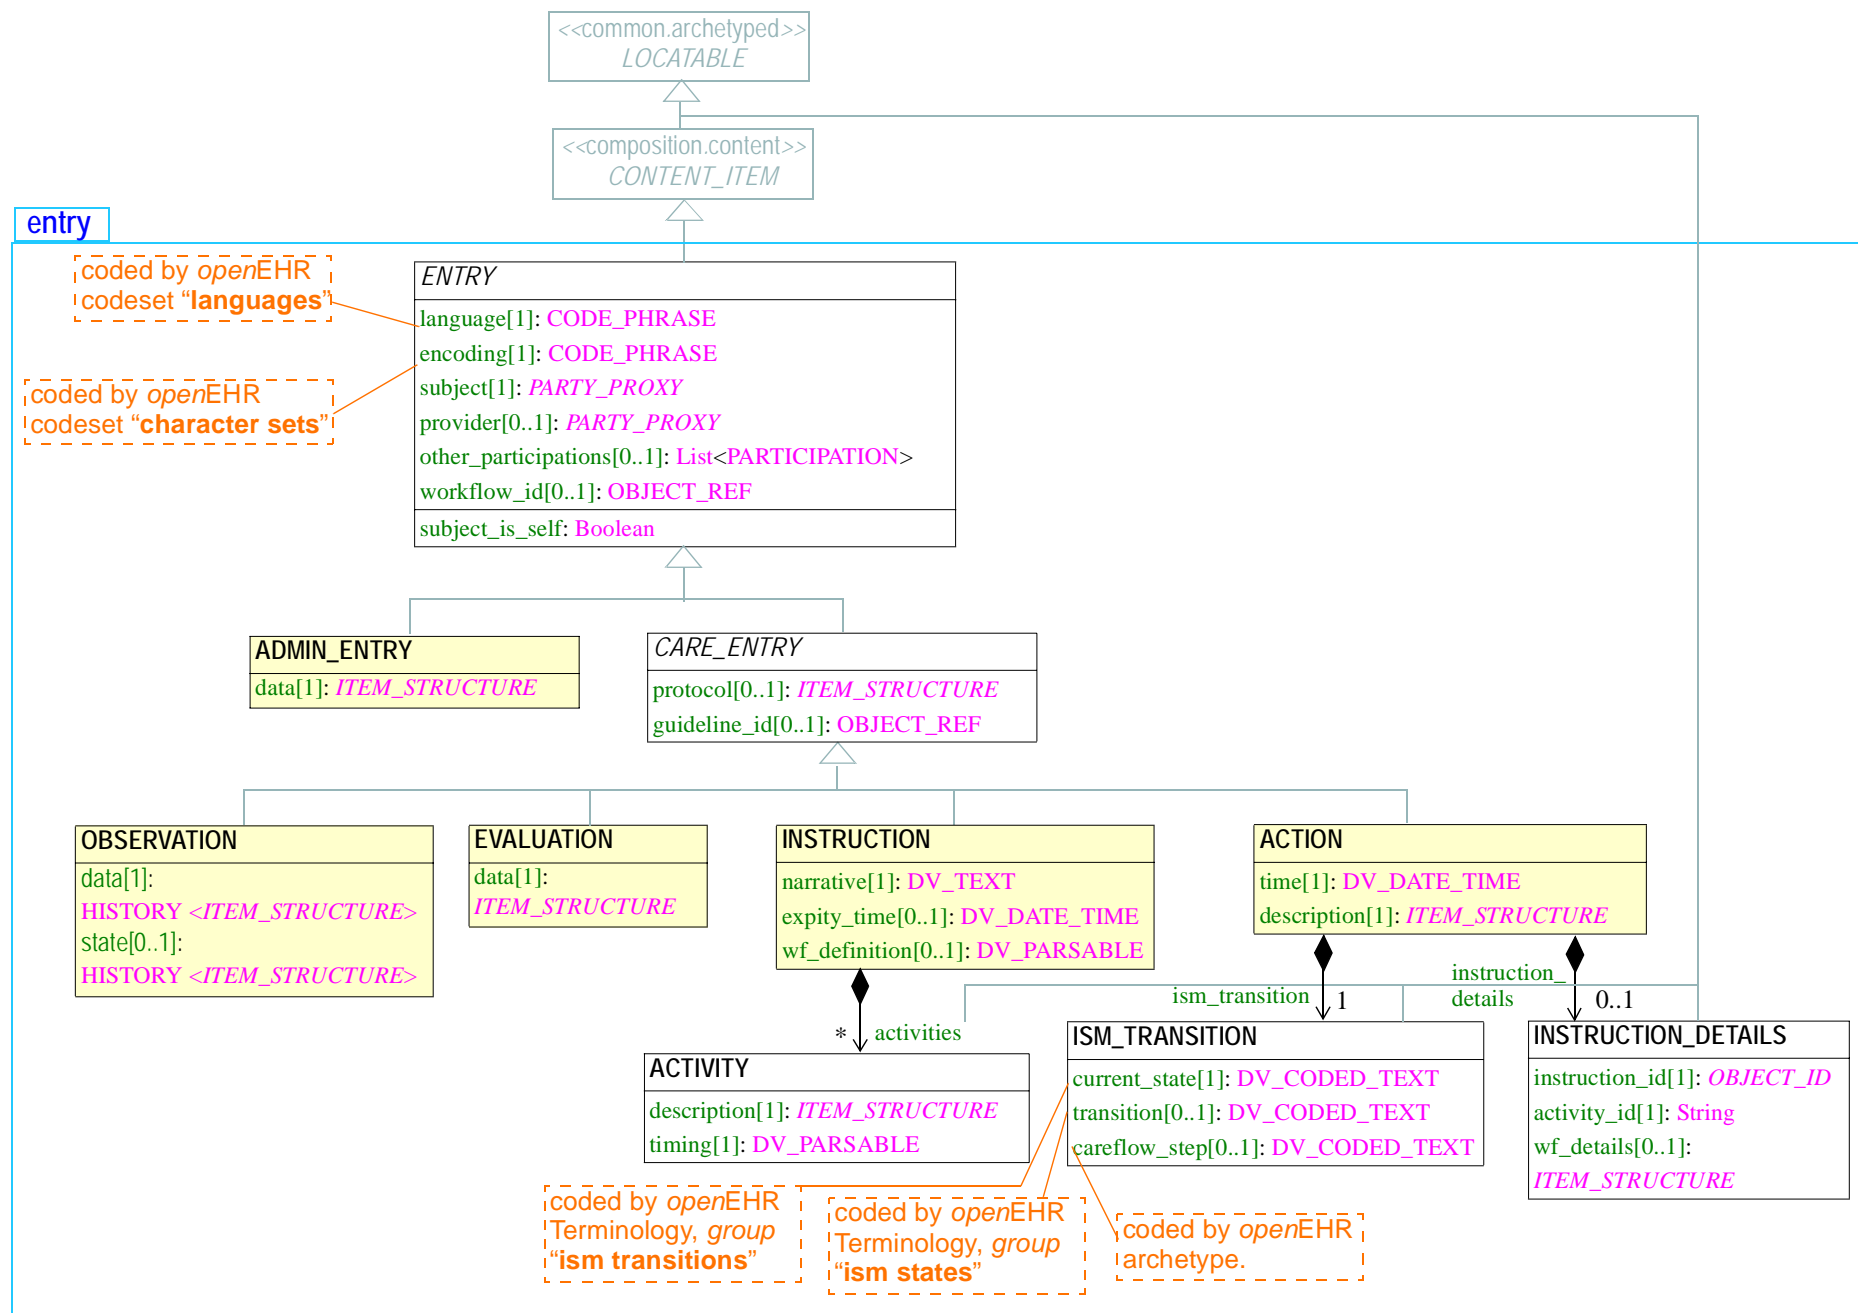 <<common.archetyped>>
LOCATABLE
<<composition.content>>
CONTENT_ITEM
entry
coded by openEHR
codeset “languages”
coded by openEHR
codeset “character sets”
ENTRY
language[1]: CODE_PHRASE
encoding[1]: CODE_PHRASE
subject[1]: PARTY_PROXY
provider[0..1]: PARTY_PROXY
other_participations[0..1]: List<PARTICIPATION>
workflow_id[0..1]: OBJECT_REF
subject_is_self: Boolean
ADMIN_ENTRY
data[1]: ITEM_STRUCTURE
CARE_ENTRY
protocol[0..1]: ITEM_STRUCTURE
guideline_id[0..1]: OBJECT_REF
OBSERVATION
data[1]:
HISTORY <ITEM_STRUCTURE>
state[0..1]:
HISTORY <ITEM_STRUCTURE>
EVALUATION
data[1]:
ITEM_STRUCTURE
INSTRUCTION
narrative[1]: DV_TEXT
expity_time[0..1]: DV_DATE_TIME
wf_definition[0..1]: DV_PARSABLE
ACTION
time[1]: DV_DATE_TIME
description[1]: ITEM_STRUCTURE
* activities
ism_transition 1
instruction_
details 0..1
ACTIVITY
description[1]: ITEM_STRUCTURE
timing[1]: DV_PARSABLE
ISM_TRANSITION
current_state[1]: DV_CODED_TEXT
transition[0..1]: DV_CODED_TEXT
careflow_step[0..1]: DV_CODED_TEXT
INSTRUCTION_DETAILS
instruction_id[1]: OBJECT_ID
activity_id[1]: String
wf_details[0..1]:
ITEM_STRUCTURE
coded by openEHR
Terminology, group
“ism transitions”
coded by openEHR
Terminology, group
“ism states”
coded by openEHR
archetype.